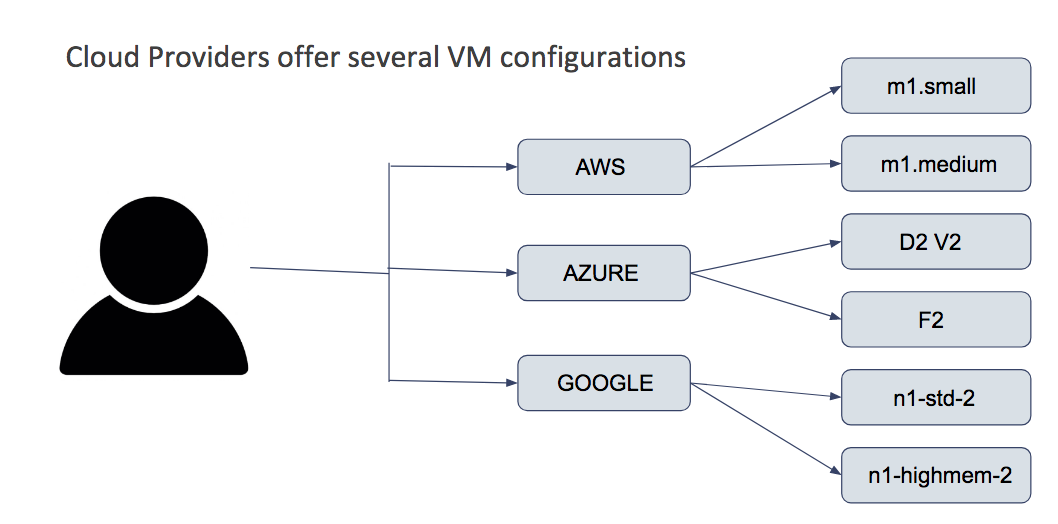 Cloud Providers offer several VM configurations
m1.small
AWS
m1.medium
D2 V2
AZURE
F2
GOOGLE
n1-std-2
n1-highmem-2